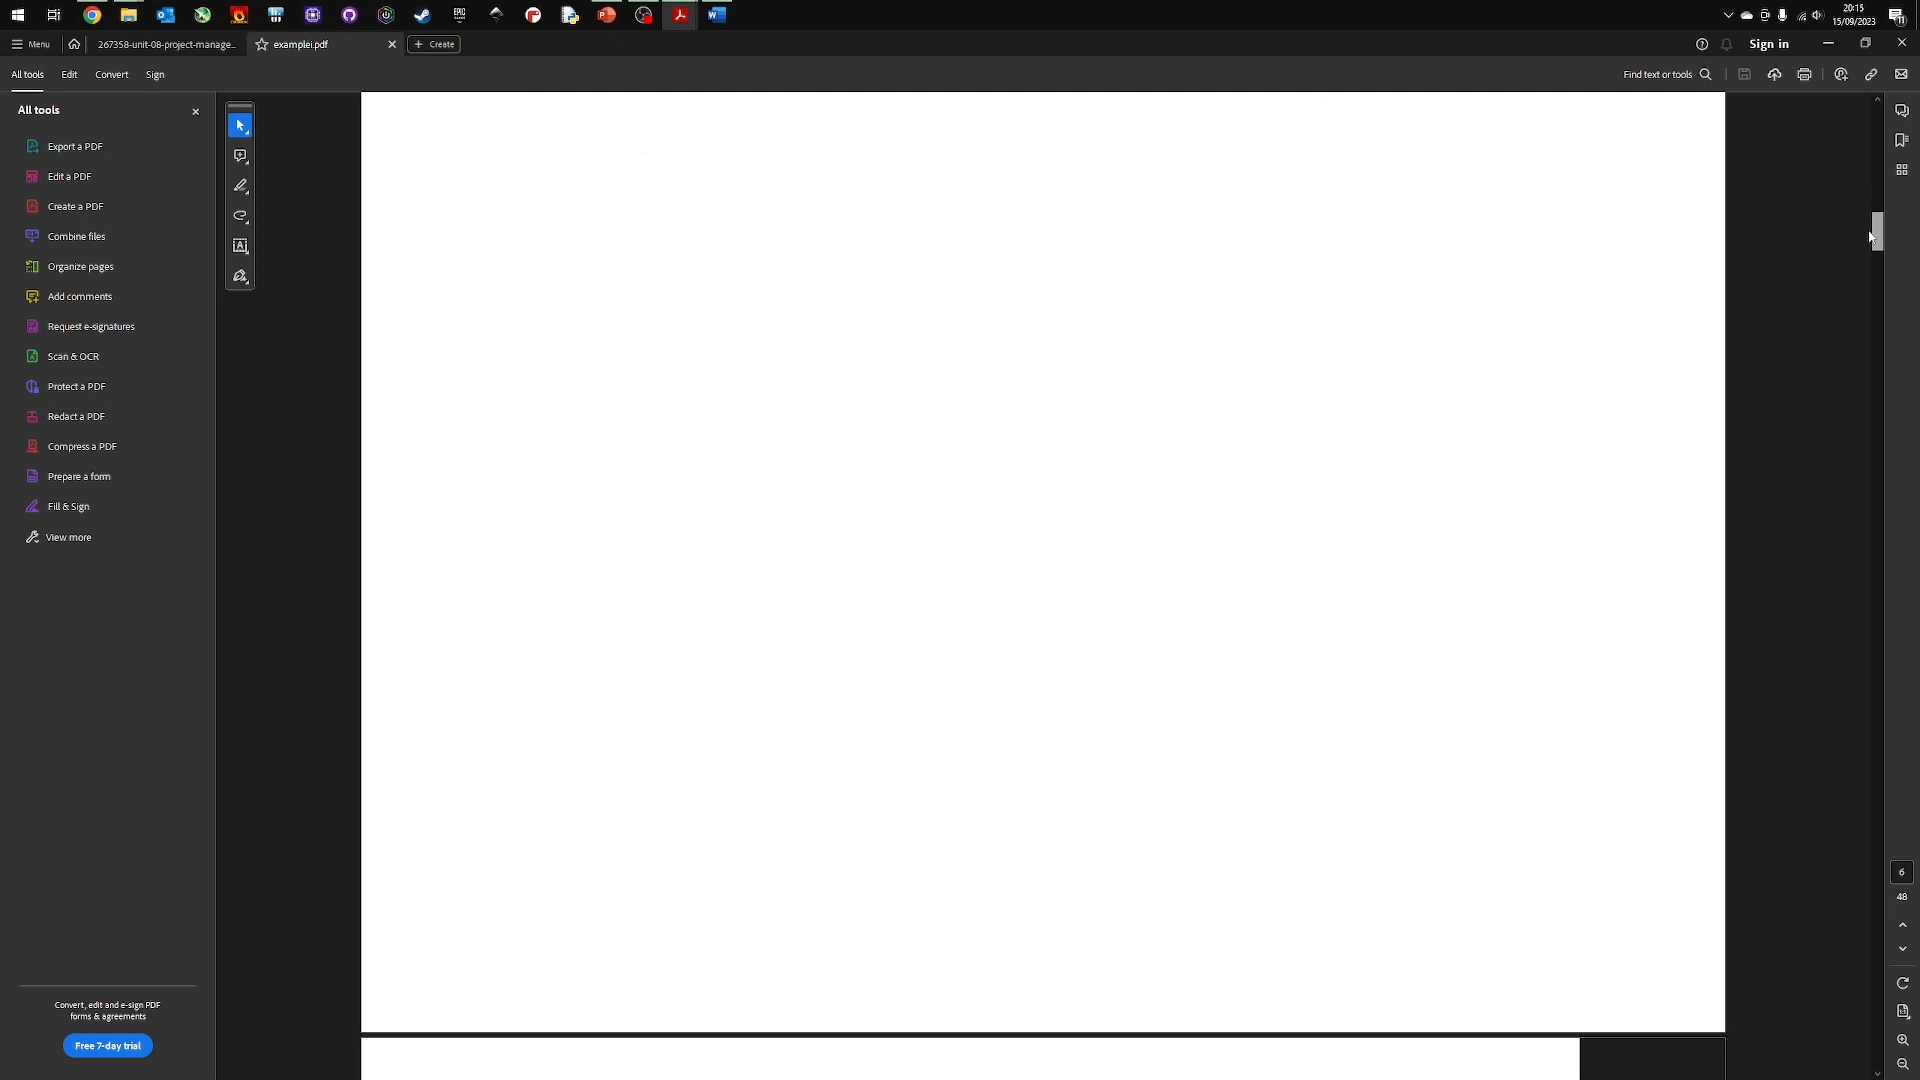 20:15
15/09/2023
11
Menu
267358-unit-08-project-manage...
examplei.pdf
Create
Sign in
All tools
Edit
Convert
Sign
Find text or tools
All tools
Export a PDF
Edit a PDF
Create a PDF
Combine files
Organize pages
Add comments
Request e-signatures
Scan & OCR
Protect a PDF
Redact a PDF
Compress a PDF
Prepare a form
Fill & Sign
View more
6
48
Convert, edit and e-sign PDF
forms & agreements
Free 7-day trial